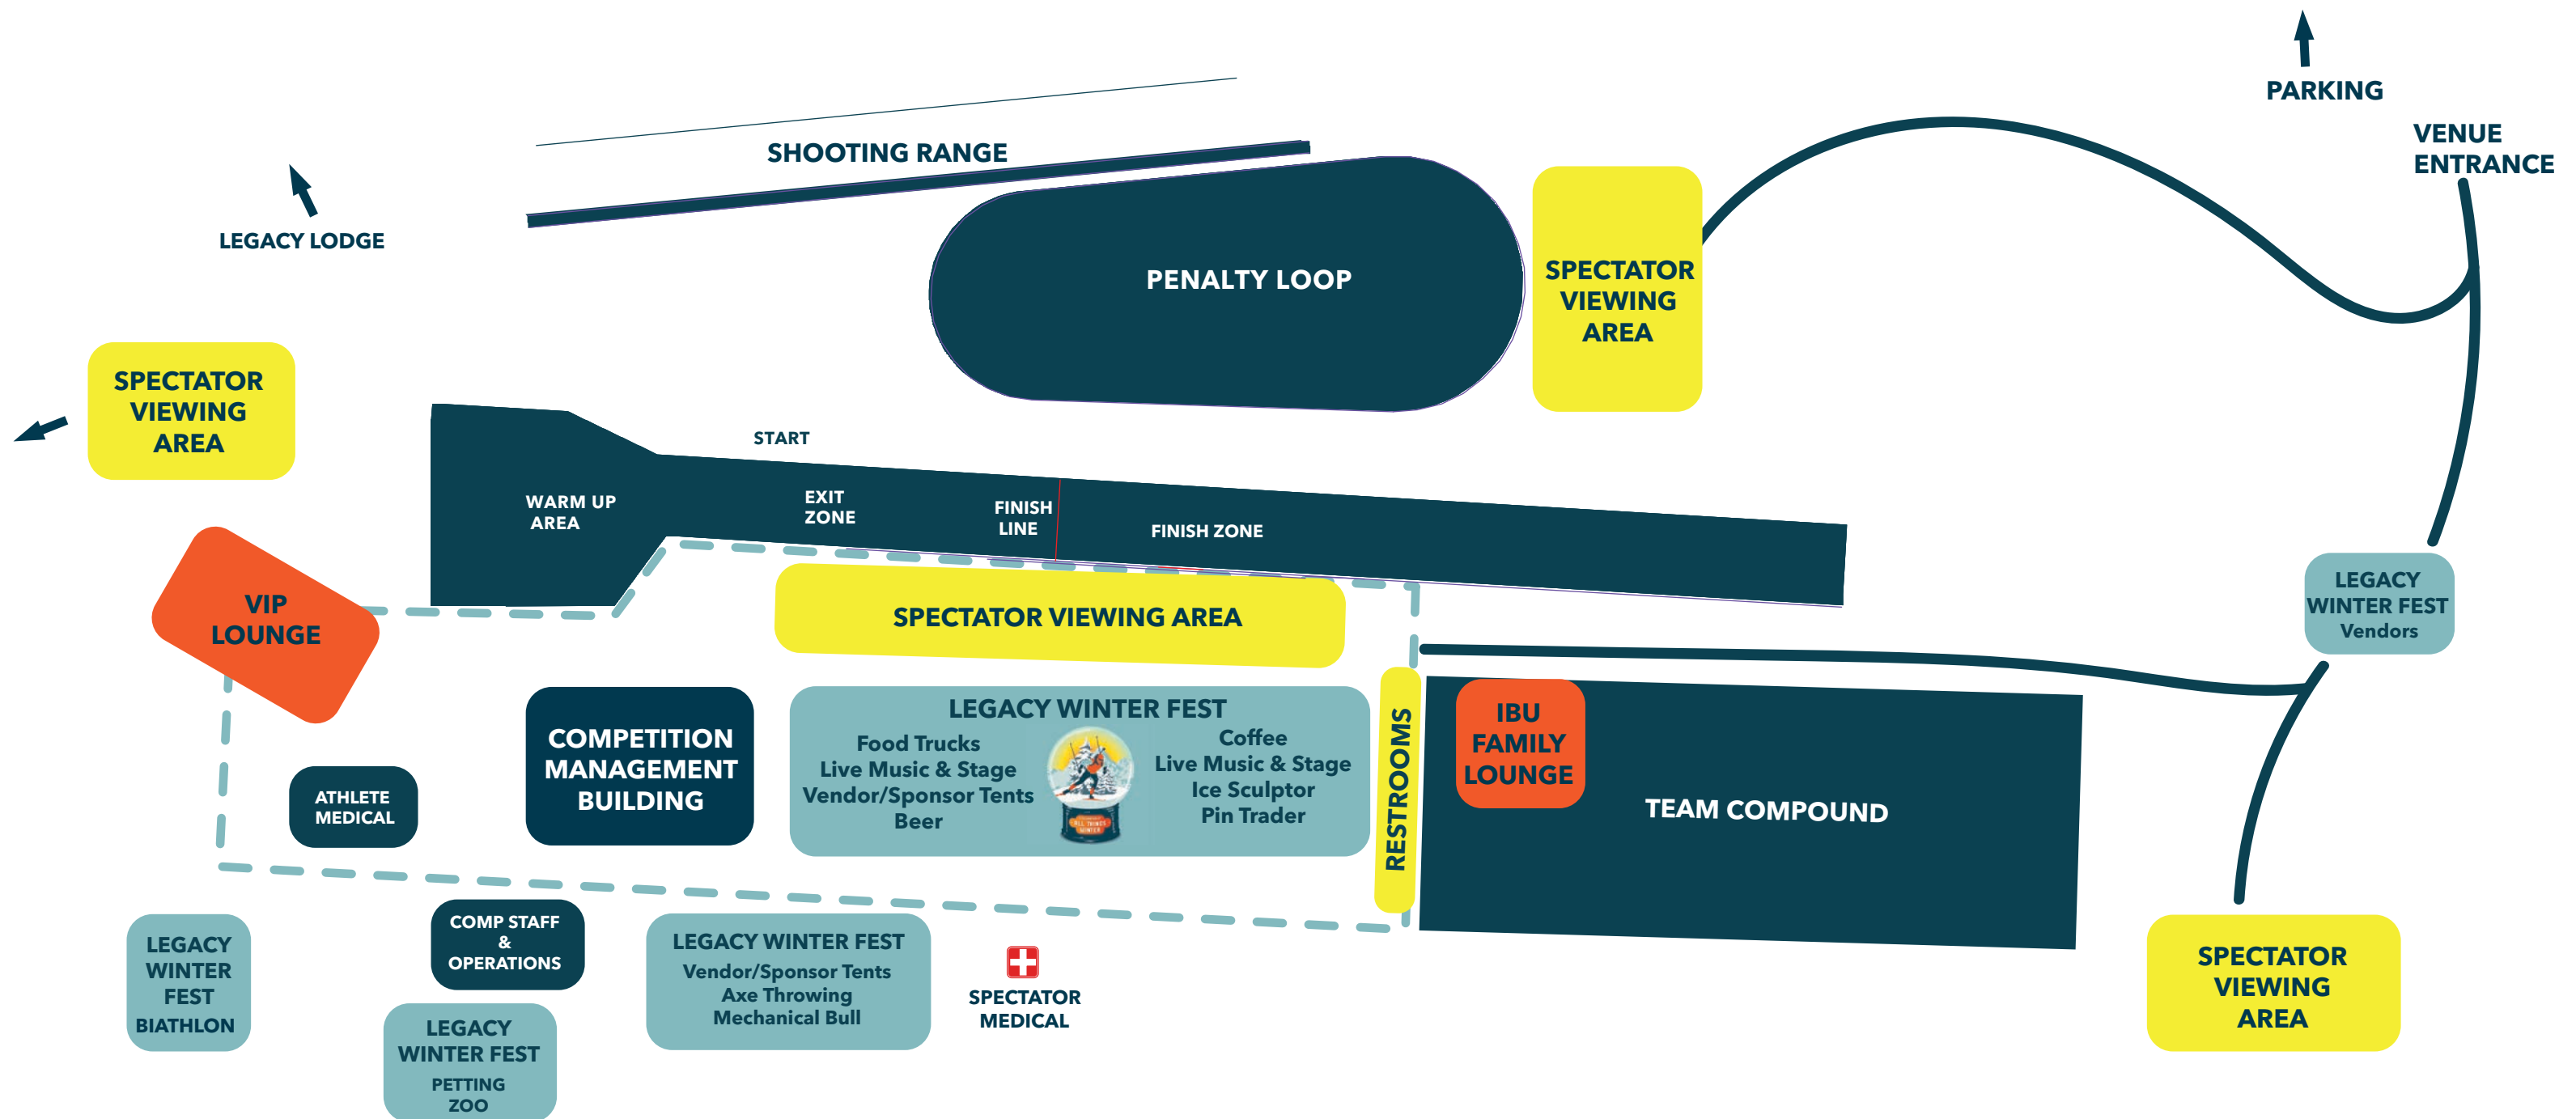 PARKING
VENUE
ENTRANCE
SHOOTING RANGE
LEGACY LODGE
PENALTY LOOP
SPECTATOR
VIEWING
AREA
SPECTATOR
VIEWING
AREA
START
WARM UP
AREA
EXIT
ZONE
FINISH
LINE
FINISH ZONE
VIP
LOUNGE
SPECTATOR VIEWING AREA
LEGACY
WINTER FEST
Vendors
COMPETITION
MANAGEMENT
BUILDING
LEGACY WINTER FEST
Food Trucks
Live Music & Stage
Vendor/Sponsor Tents
Beer
ALL THINGS
WINTER
Coffee
Live Music & Stage
Ice Sculptor
Pin Trader
RESTROOMS
IBU
FAMILY
LOUNGE
TEAM COMPOUND
ATHLETE
MEDICAL
LEGACY
WINTER
FEST
BIATHLON
COMP STAFF
&
OPERATIONS
LEGACY
WINTER FEST
PETTING
ZOO
LEGACY WINTER FEST
Vendor/Sponsor Tents
Axe Throwing
Mechanical Bull
SPECTATOR
MEDICAL
SPECTATOR
VIEWING
AREA